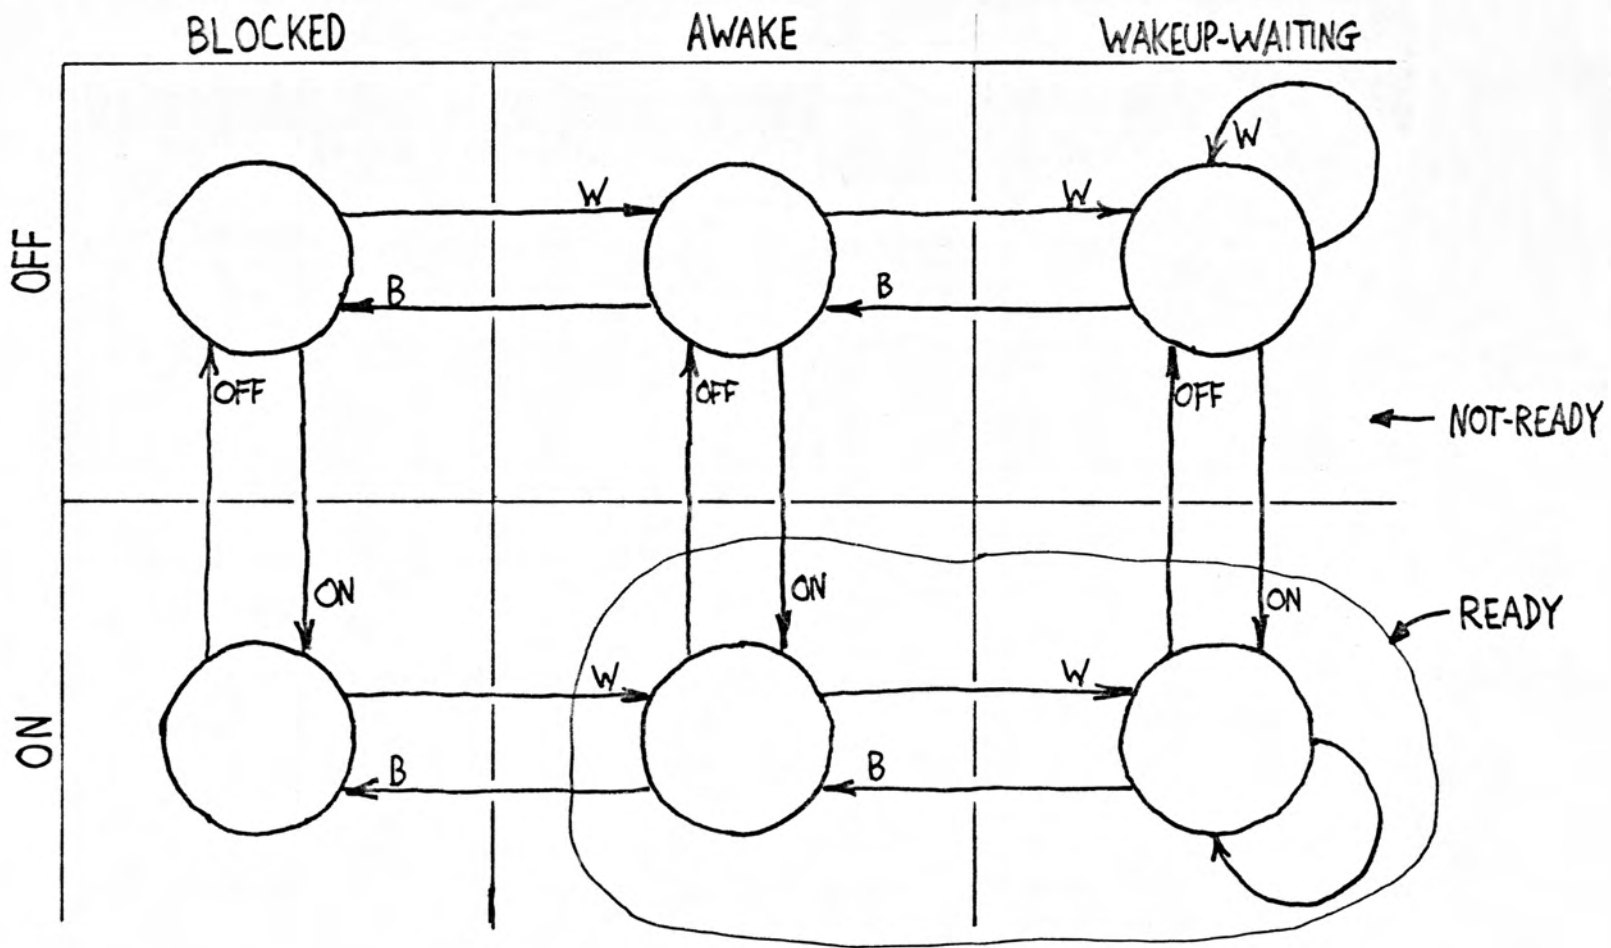 BLOCKED
AWAKE
WAKEUP-WAITING
OFF
W
W
W
B
B
OFF
OFF
OFF
NOT-READY
ON
ON
ON
READY
ON
W
W
B
B